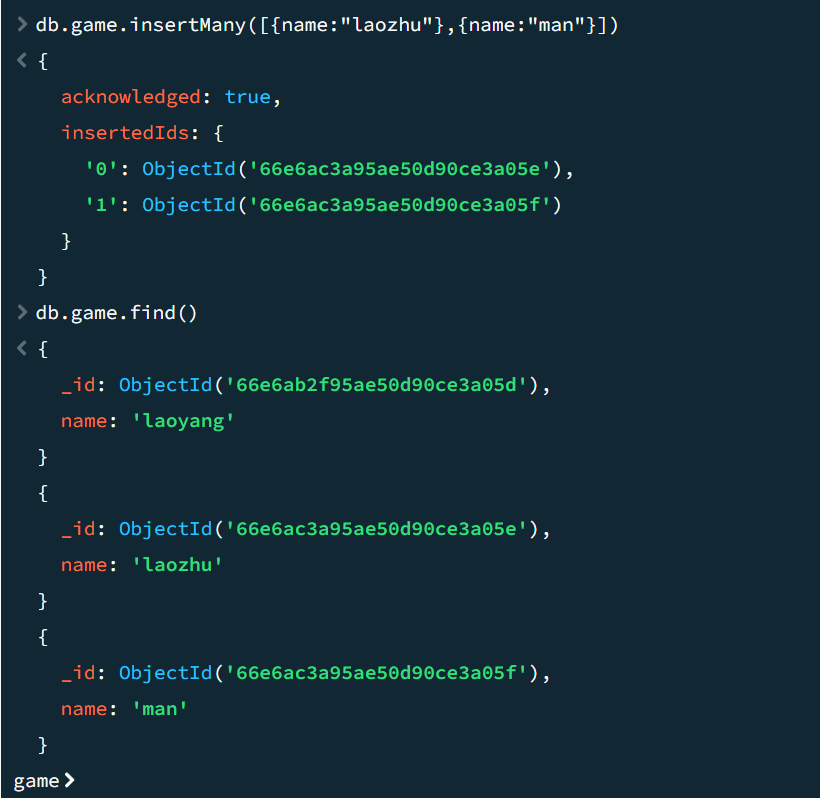 > db.game.insertMany([{name:"laozhu"},{name:"man"}])
< {
acknowledged: true,
insertedIds: {
'0': ObjectId('66e6ac3a95ae50d90ce3a05e'),
'1': ObjectId('66e6ac3a95ae50d90ce3a05f')
}
}
> db.game.find()
< {
_id: ObjectId('66e6ab2f95ae50d90ce3a05d'),
name: 'laoyang'
}
{
_id: ObjectId('66e6ac3a95ae50d90ce3a05e'),
name: 'laozhu'
}
{
_id: ObjectId('66e6ac3a95ae50d90ce3a05f'),
name: 'man'
}
game >